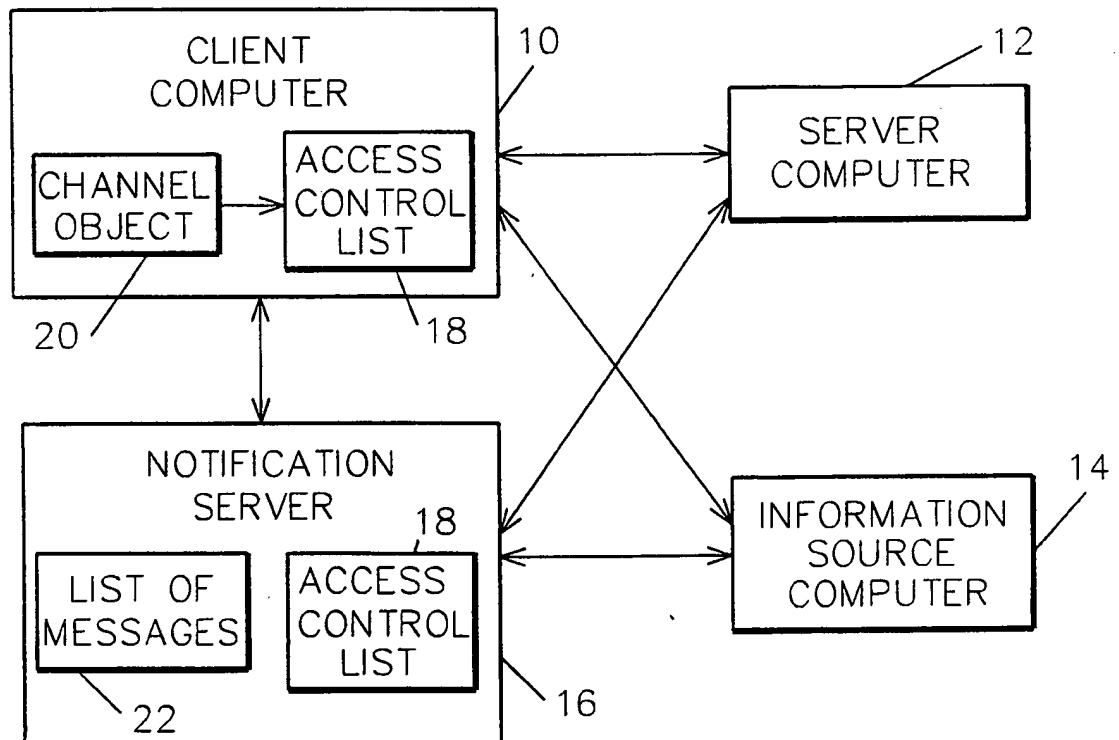 CLIENT
COMPUTER
10
CHANNEL
OBJECT
20
ACCESS
CONTROL
LIST
18
12
SERVER
COMPUTER
NOTIFICATION
SERVER
LIST OF
MESSAGES
22
18
ACCESS
CONTROL
LIST
16
14
INFORMATION
SOURCE
COMPUTER